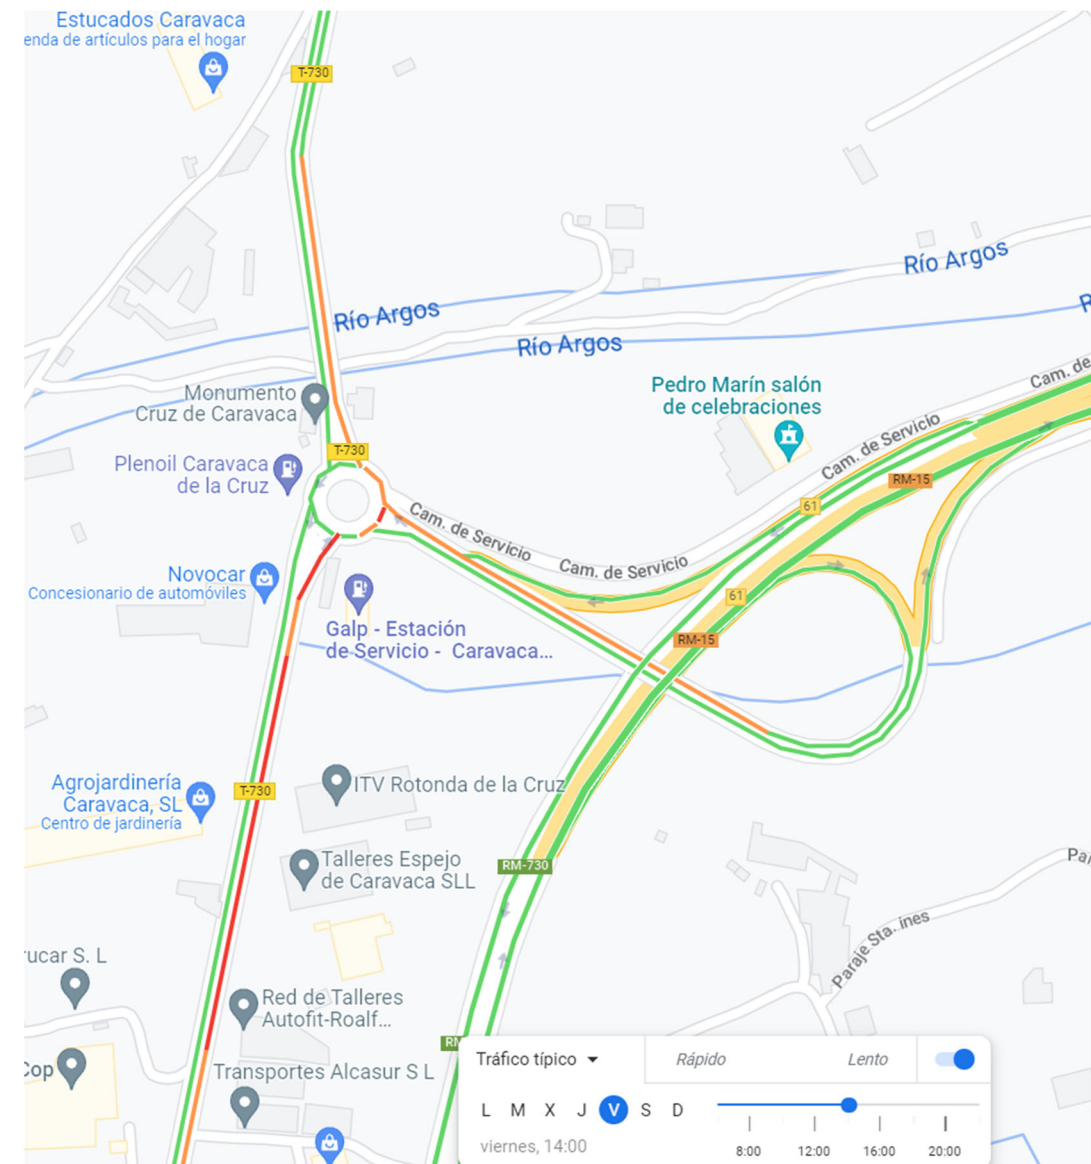 Estucados Caravaca
enda de artículos para el hogar
T-730
Río Argos
Río Argos
Río Argos
R
Cam. de
Pedro Marín salón
de celebraciones
Monumento
Cruz de Caravaca
Cam. de Servicio
T-730
Plenoil Caravaca
de la Cruz
RM-15
61
Cam. de Servicio
Cam. de Servicio
Novocar
Concesionario de automóviles
61
Galp - Estación
de Servicio - Caravaca...
RM-15
Agrojardinería
Caravaca, SL
Centro de jardinería
T-730
ITV Rotonda de la Cruz
Talleres Espejo
de Caravaca SLL
RM-730
Par
Paraje Sta. ines
rucar S. L
Red de Talleres
Autofit-Roalf...
RM
Cop
Transportes Alcasur S L
Tráfico típico
Rápido
Lento
L M X J V S D
viernes, 14:00
8:00 12:00 16:00 20:00